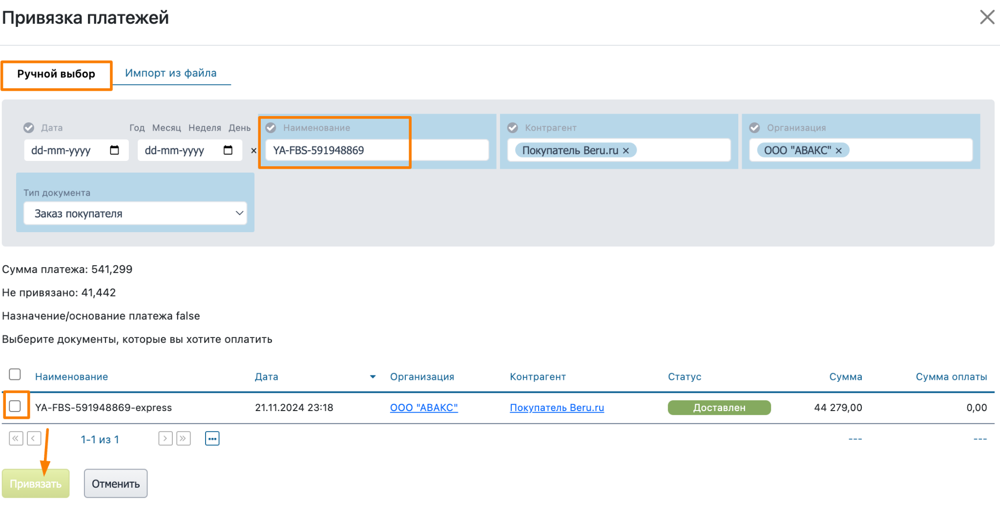 Привязка платежей
Ручной выбор
Импорт из файла
Дата Год Месяц Неделя День
Наименование
Контрагент
Организация
dd-mm-yyyy dd-mm-yyyy ×
YA-FBS-591948869
Покупатель Beru.ru ×
ООО "АВАКС" ×
Тип документа
Заказ покупателя
Сумма платежа: 541,299
Не привязано: 41,442
Назначение/основание платежа false
Выберите документы, которые вы хотите оплатить
Наименование Дата Организация Контрагент Статус Сумма Сумма оплаты
YA-FBS-591948869-express 21.11.2024 23:18 ООО "АВАКС" Покупатель Beru.ru Доставлен 44 279,00 0,00
« ‹ 1-1 из 1 › » ... --- ---
Привязать Отменить